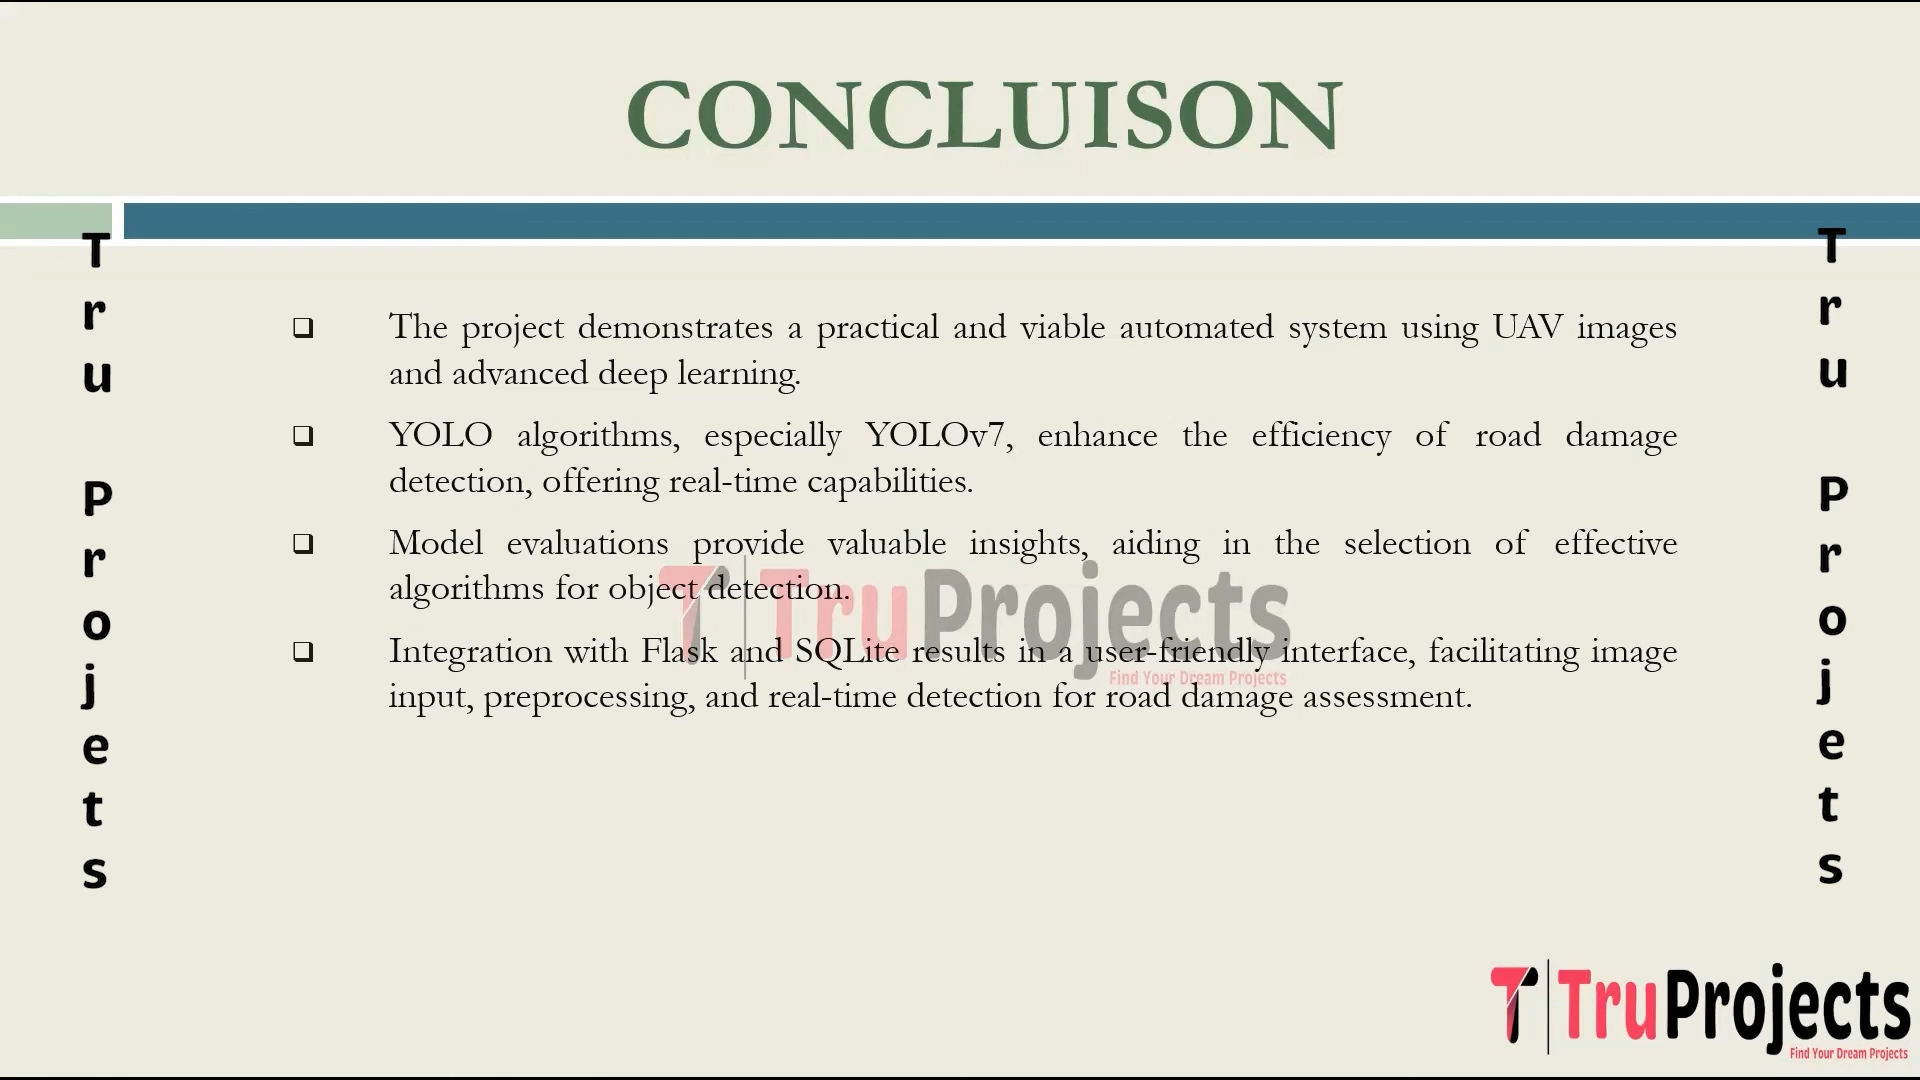 CONCLUISON
Tru Projets
Tru Projets
❑ The project demonstrates a practical and viable automated system using UAV images
and advanced deep learning.
❑ YOLO algorithms, especially YOLOv7, enhance the efficiency of road damage
detection, offering real-time capabilities.
❑ Model evaluations provide valuable insights, aiding in the selection of effective
algorithms for object detection.
❑ Integration with Flask and SQLite results in a user-friendly interface, facilitating image
input, preprocessing, and real-time detection for road damage assessment.
TruProjects
Find Your Dream Projects
TruProjects
Find Your Dream Projects